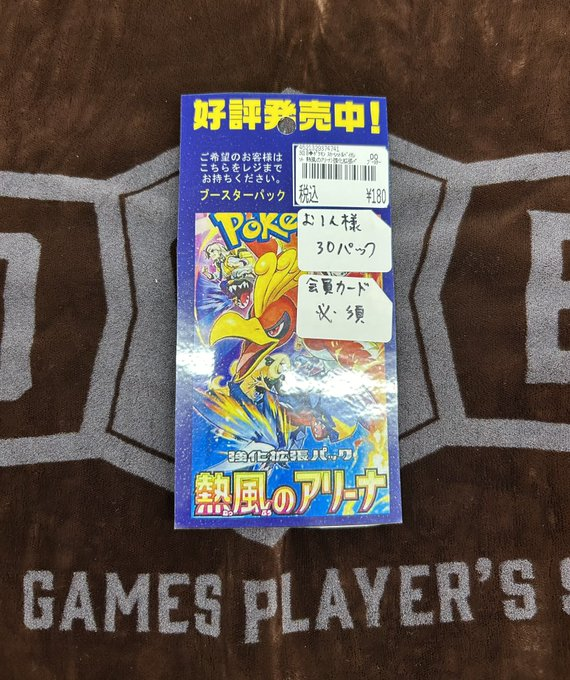 好評発売中！
ご希望のお客様は
こちらをレジまで
お持ちください。
ブースターパック
税込 ¥180
お1人様
30パック
会員カード
必須
強化拡張パック
熱風のアリーナ
GAMES PLAYER'S